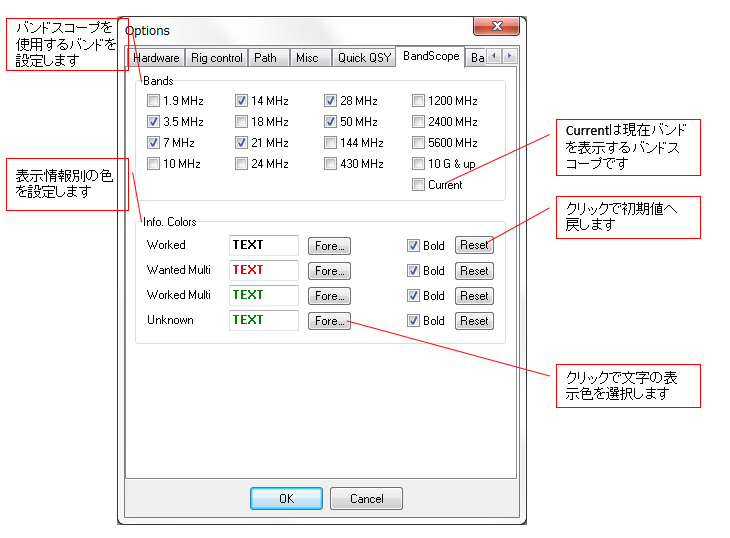 バンドスコープを
使用するバンドを
設定します
Options
Hardware Rig control Path Misc Quick QSY BandScope Ba
Bands
1.9 MHz 14 MHz 28 MHz 1200 MHz
3.5 MHz 18 MHz 50 MHz 2400 MHz
7 MHz 21 MHz 144 MHz 5600 MHz
10 MHz 24 MHz 430 MHz 10 G & up
Current
Currentは現在バンド
を表示するバンドス
コープです
表示情報別の色
を設定します
クリックで初期値へ
戻します
Info. Colors
Worked TEXT Fore... Bold Reset
Wanted Multi TEXT Fore... Bold Reset
Worked Multi TEXT Fore... Bold Reset
Unknown TEXT Fore... Bold Reset
クリックで文字の表
示色を選択します
OK Cancel